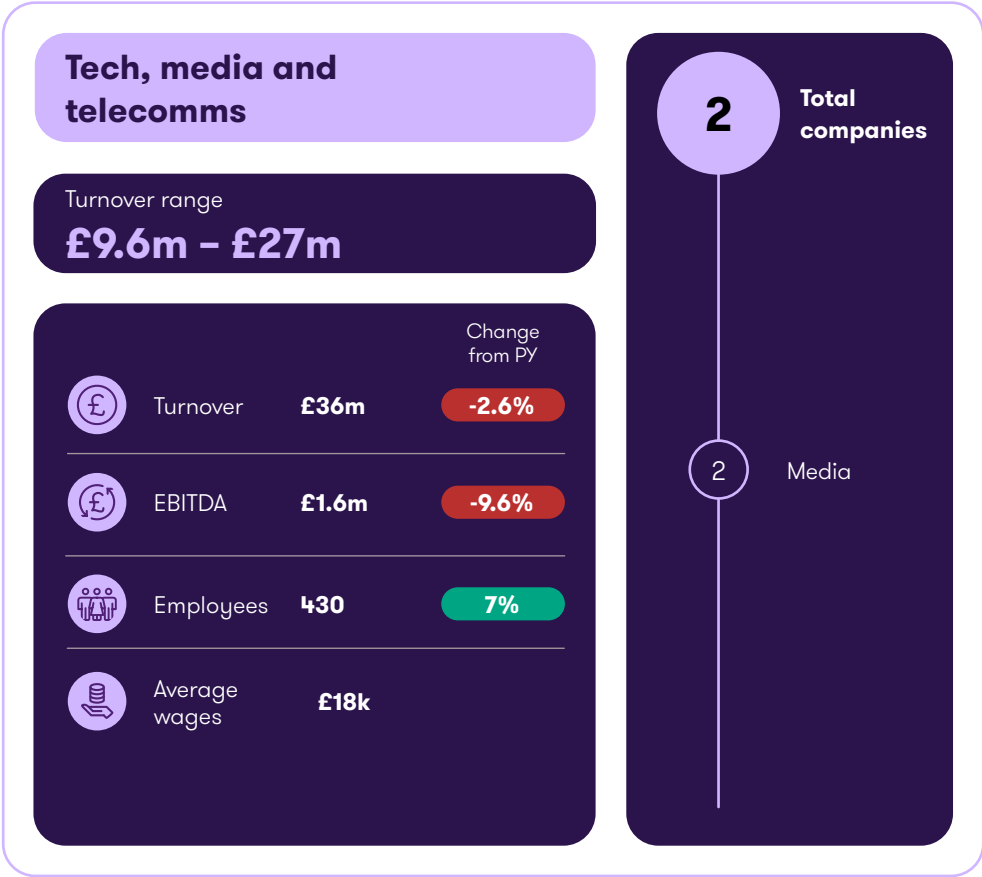 Tech, media and
telecomms
Turnover range
£9.6m – £27m
Change
from PY
£
Turnover
£36m
-2.6%
£
EBITDA
£1.6m
-9.6%
Employees
430
7%
Average
wages
£18k
2
Total
companies
2
Media